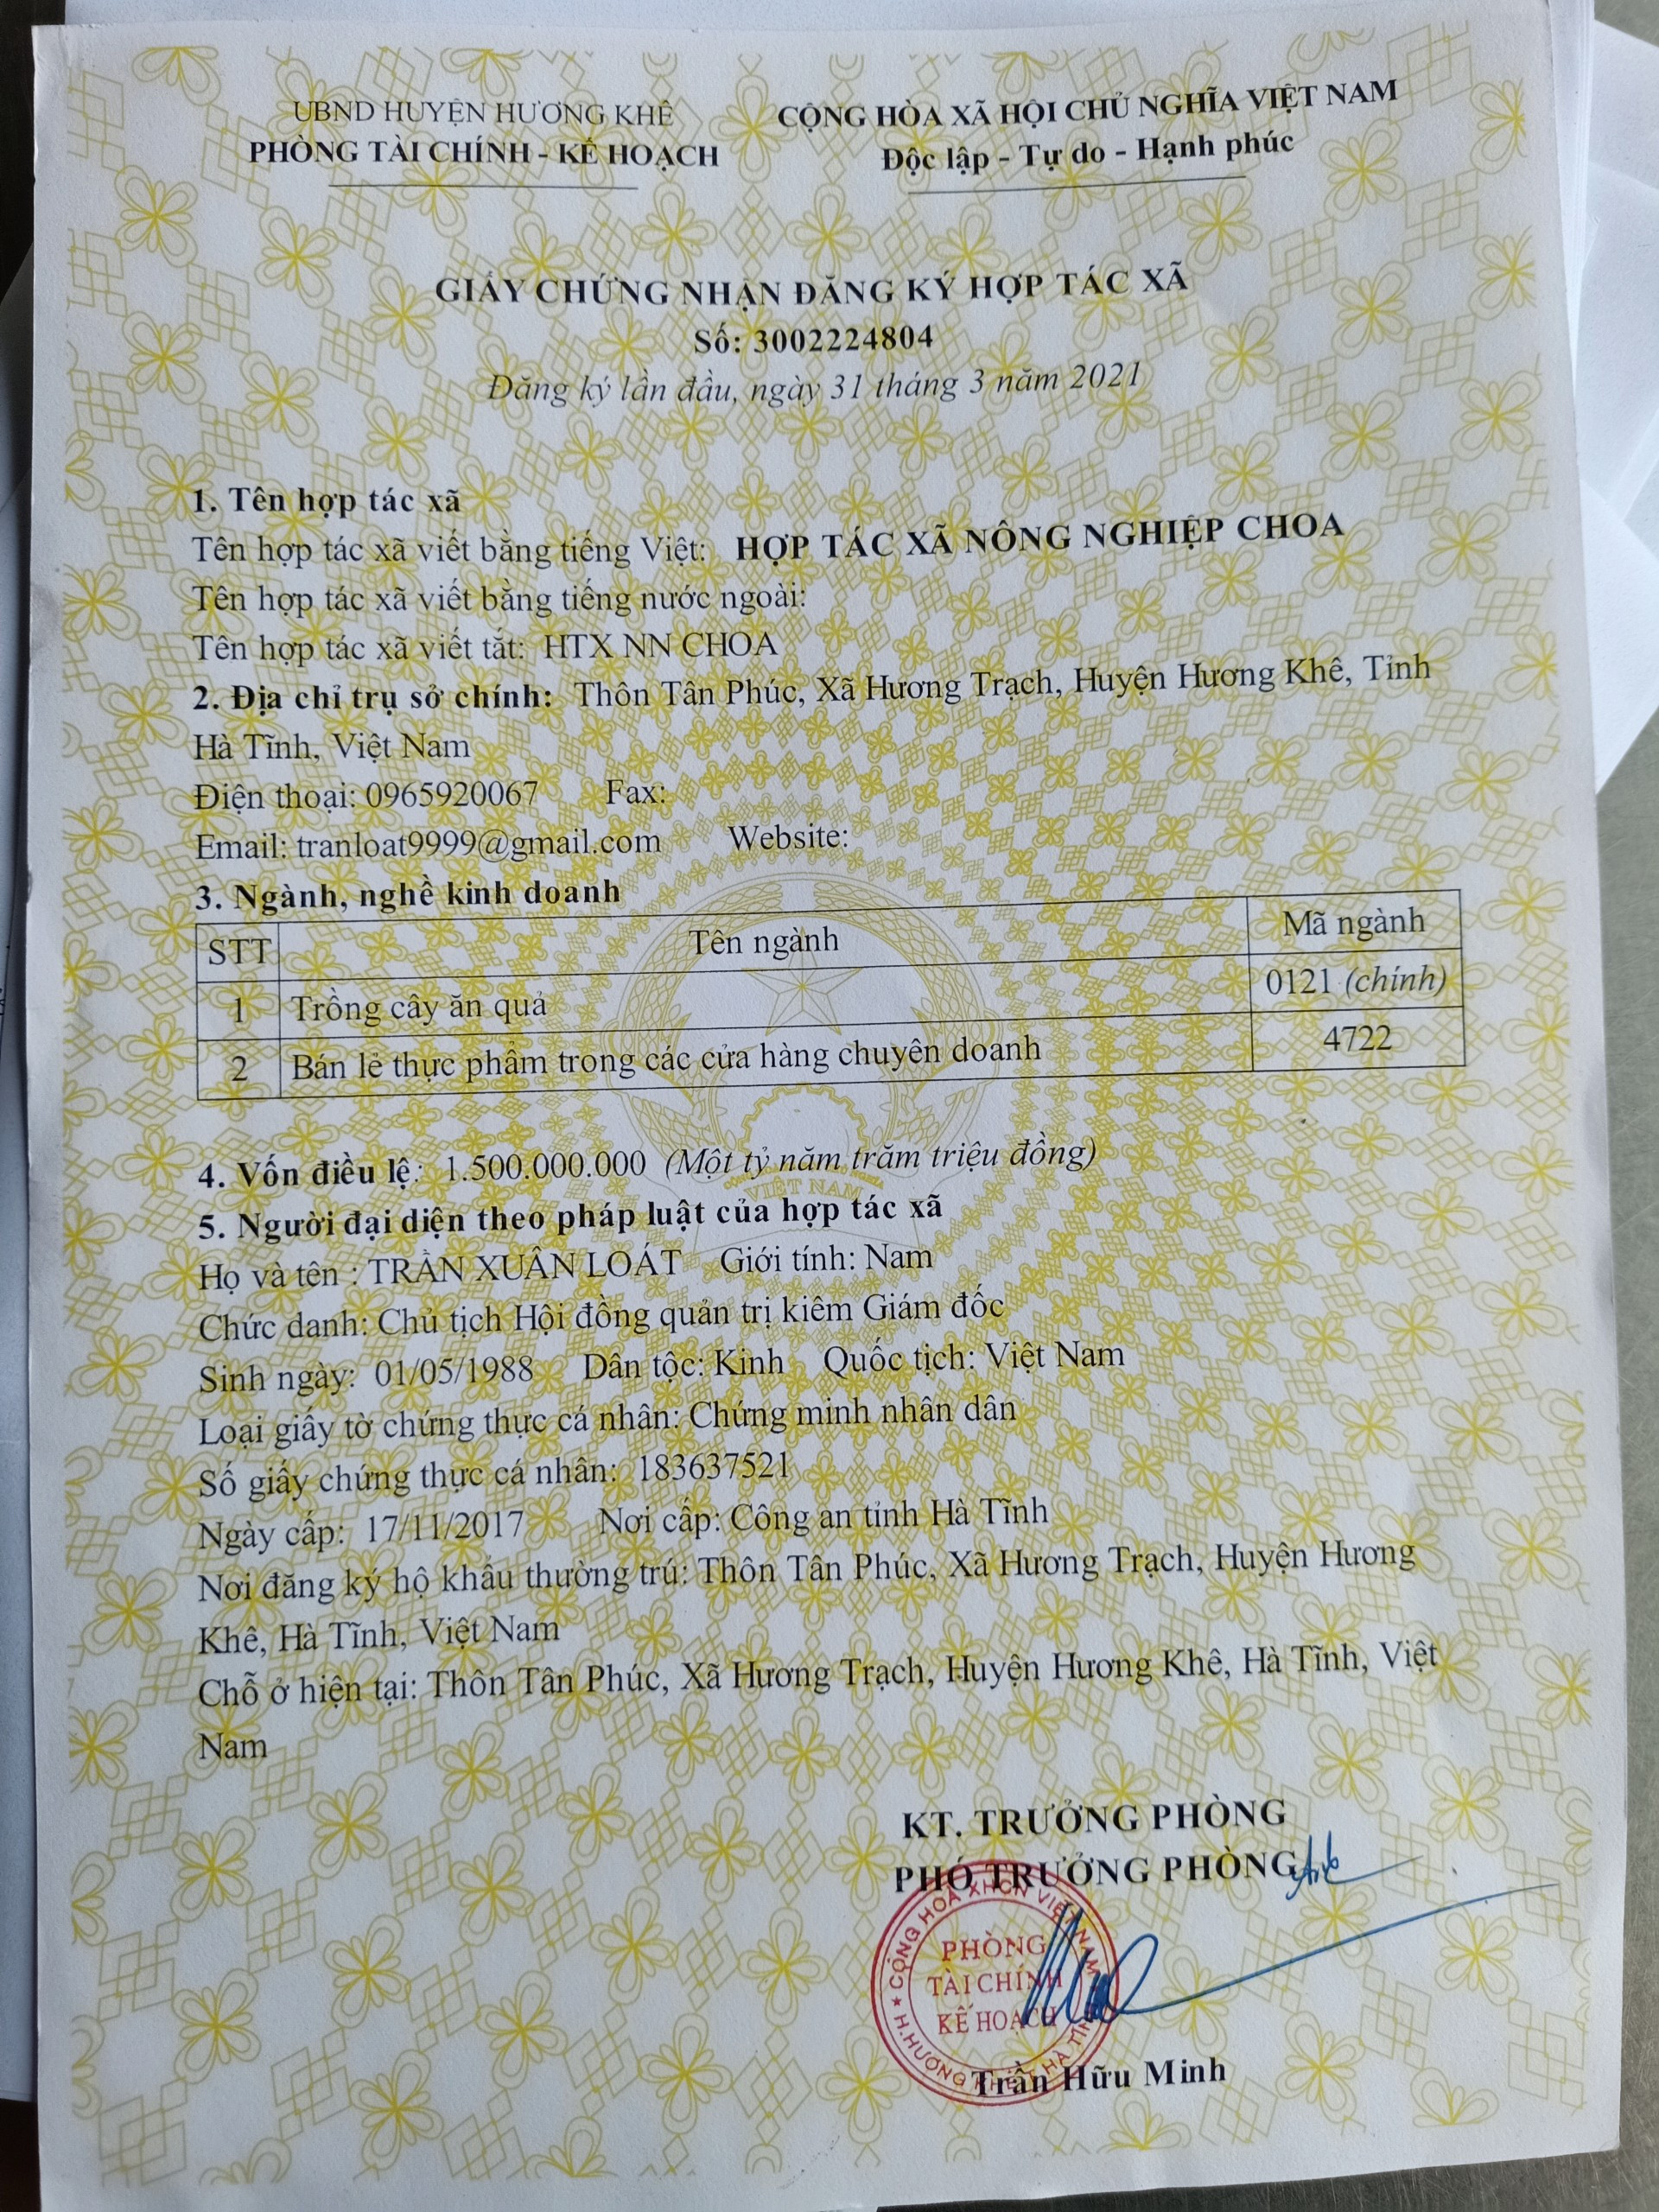 UBND HUYỆN HƯƠNG KHÊ
PHÒNG TÀI CHÍNH - KẾ HOẠCH
CỘNG HÒA XÃ HỘI CHỦ NGHĨA VIỆT NAM
Độc lập - Tự do - Hạnh phúc
GIẤY CHỨNG NHẬN ĐĂNG KÝ HỢP TÁC XÃ
Số: 3002224804
Đăng ký lần đầu, ngày 31 tháng 3 năm 2021
1. Tên hợp tác xã
Tên hợp tác xã viết bằng tiếng Việt: HỢP TÁC XÃ NÔNG NGHIỆP CHOA
Tên hợp tác xã viết bằng tiếng nước ngoài:
Tên hợp tác xã viết tắt: HTX NN CHOA
2. Địa chỉ trụ sở chính: Thôn Tân Phúc, Xã Hương Trạch, Huyện Hương Khê, Tỉnh
Hà Tĩnh, Việt Nam
Điện thoại: 0965920067 Fax:
Email: tranloat9999@gmail.com Website:
3. Ngành, nghề kinh doanh
STT Tên ngành Mã ngành
1 Trồng cây ăn quả 0121 (chính)
2 Bán lẻ thực phẩm trong các cửa hàng chuyên doanh 4722
4. Vốn điều lệ: 1.500.000.000 (Một tỷ năm trăm triệu đồng)
VIỆT NAM
5. Người đại diện theo pháp luật của hợp tác xã
Họ và tên : TRẦN XUÂN LOÁT Giới tính: Nam
Chức danh: Chủ tịch Hội đồng quản trị kiêm Giám đốc
Sinh ngày: 01/05/1988 Dân tộc: Kinh Quốc tịch: Việt Nam
Loại giấy tờ chứng thực cá nhân: Chứng minh nhân dân
Số giấy chứng thực cá nhân: 183637521
Ngày cấp: 17/11/2017 Nơi cấp: Công an tỉnh Hà Tĩnh
Nơi đăng ký hộ khẩu thường trú: Thôn Tân Phúc, Xã Hương Trạch, Huyện Hương
Khê, Hà Tĩnh, Việt Nam
Chỗ ở hiện tại: Thôn Tân Phúc, Xã Hương Trạch, Huyện Hương Khê, Hà Tĩnh, Việt
Nam
KT. TRƯỞNG PHÒNG
PHÓ TRƯỞNG PHÒNG
CỘNG HOÀ XHCN VIỆT NAM
PHÒNG
TÀI CHÍNH
KẾ HOẠCH
H.HƯƠNG KHÊ T.HÀ TĨNH
Trần Hữu Minh